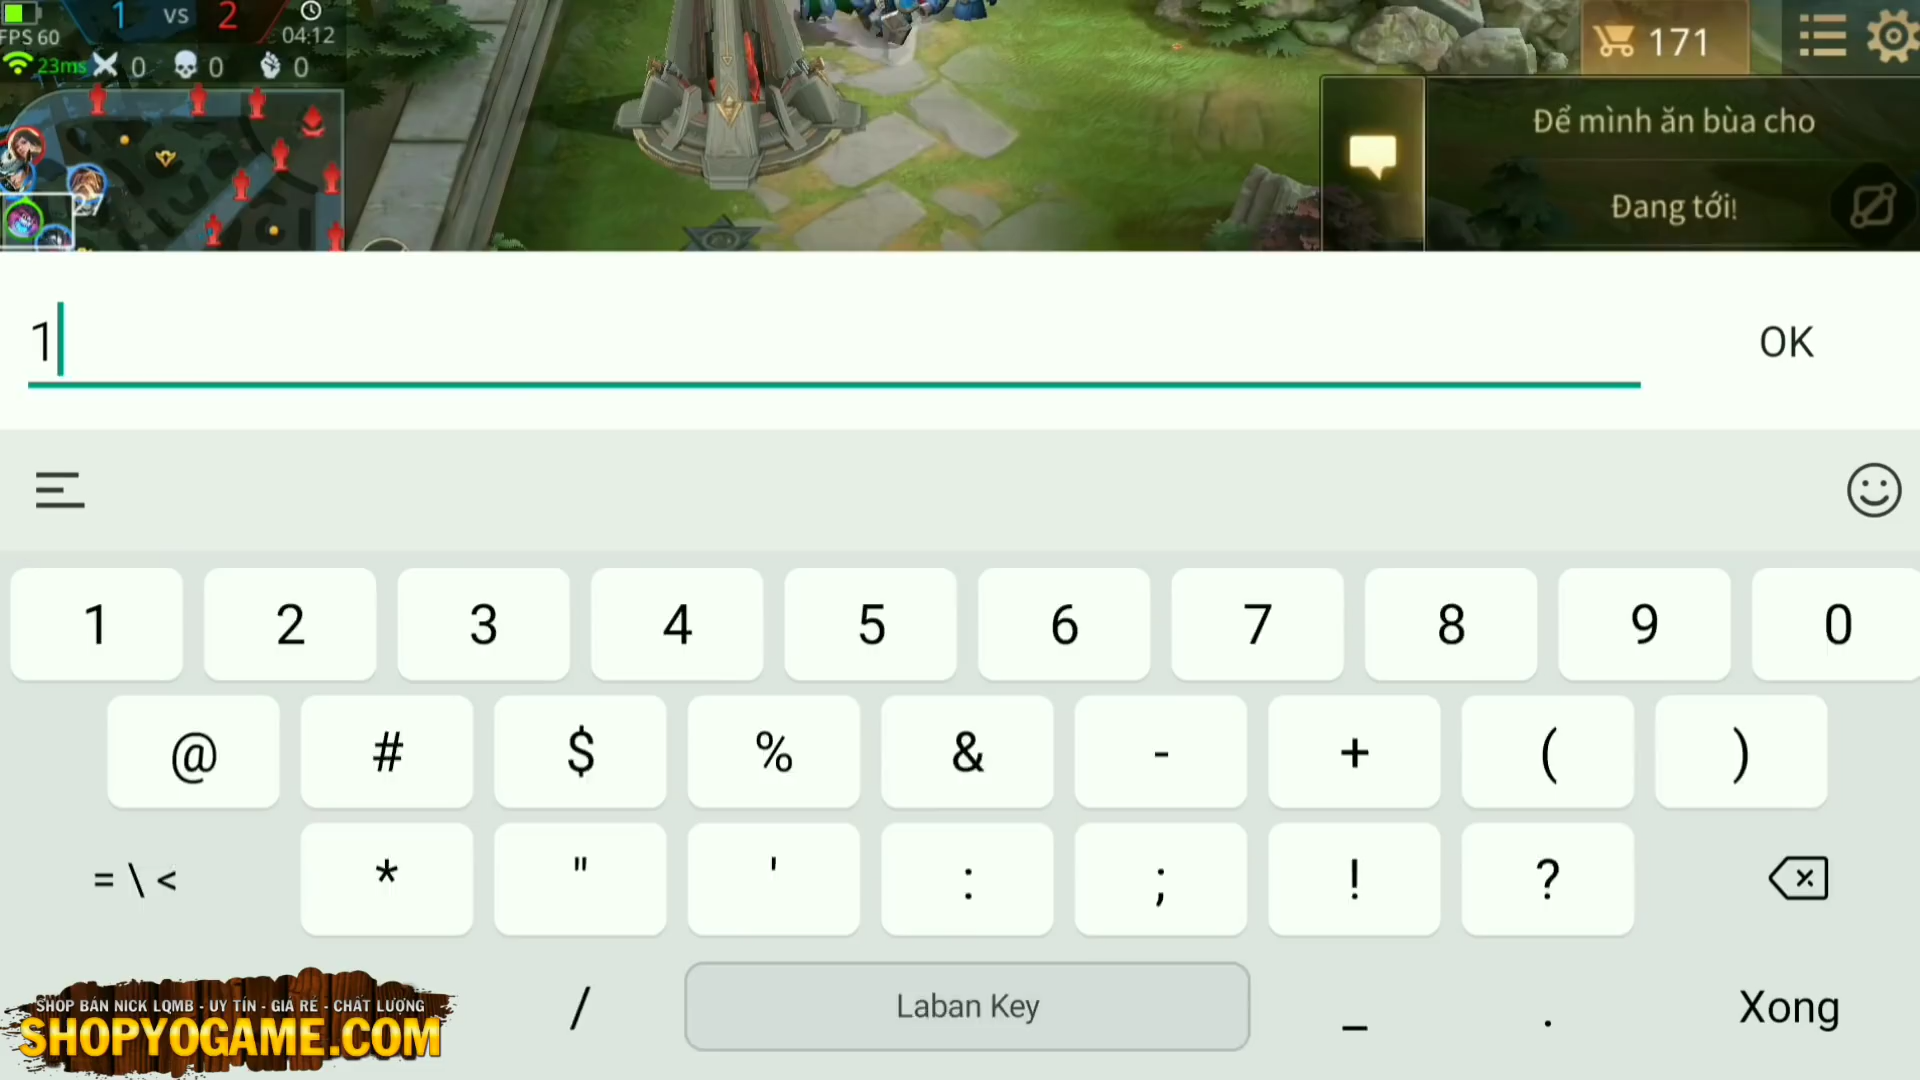 1 vs 2
FPS 60
04:12
23ms 0 0 0
171
Để mình ăn bùa cho
Đang tới!
27
1
OK
1 2 3 4 5 6 7 8 9 0
@ # $ % & - + ( )
= \ < * " ' : ; ! ?
/ Laban Key _ . Xong
SHOP BÁN NICK LQMB - UY TÍN - GIÁ RẺ - CHẤT LƯỢNG
SHOPYOGAME.COM